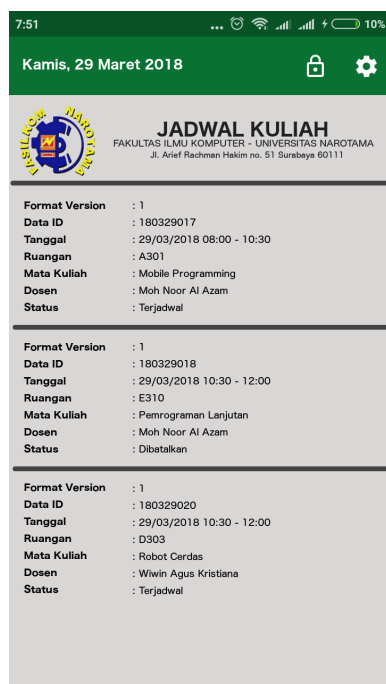 7:51 ... 10%
Kamis, 29 Maret 2018
FASILKOM NAROTAMA
JADWAL KULIAH
FAKULTAS ILMU KOMPUTER - UNIVERSITAS NAROTAMA
Jl. Arief Rachman Hakim no. 51 Surabaya 60111
Format Version : 1
Data ID : 180329017
Tanggal : 29/03/2018 08:00 - 10:30
Ruangan : A301
Mata Kuliah : Mobile Programming
Dosen : Moh Noor Al Azam
Status : Terjadwal
Format Version : 1
Data ID : 180329018
Tanggal : 29/03/2018 10:30 - 12:00
Ruangan : E310
Mata Kuliah : Pemrograman Lanjutan
Dosen : Moh Noor Al Azam
Status : Dibatalkan
Format Version : 1
Data ID : 180329020
Tanggal : 29/03/2018 10:30 - 12:00
Ruangan : D303
Mata Kuliah : Robot Cerdas
Dosen : Wiwin Agus Kristiana
Status : Terjadwal